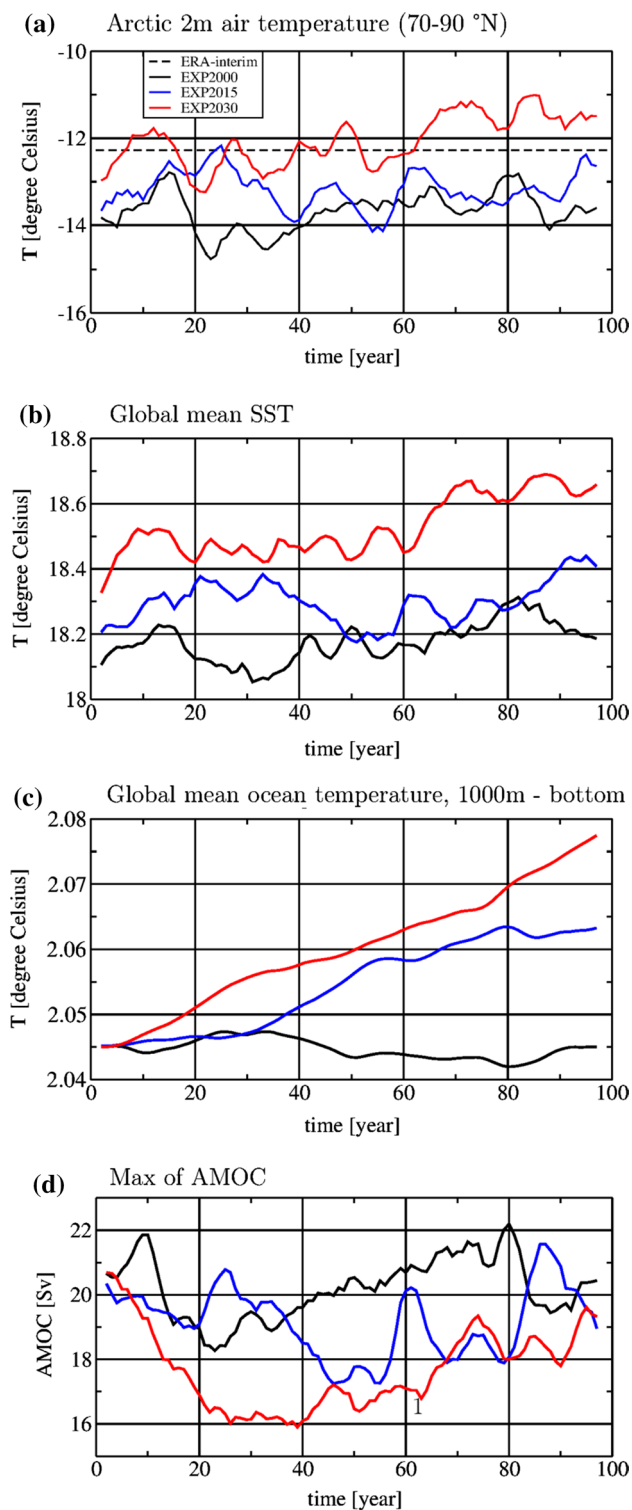 (a) Arctic 2m air temperature (70-90 °N)
-10
ERA-interim
EXP2000
EXP2015
EXP2030
-12
-14
-16
T [degree Celsius]
0 20 40 60 80 100
time [year]
(b) Global mean SST
18.8
18.6
18.4
18.2
18
T [degree Celsius]
0 20 40 60 80 100
time [year]
(c) Global mean ocean temperature, 1000m - bottom
2.08
2.07
2.06
2.05
2.04
T [degree Celsius]
0 20 40 60 80 100
time [year]
(d) Max of AMOC
22
20
18
16
AMOC [Sv]
1
0 20 40 60 80 100
time [year]